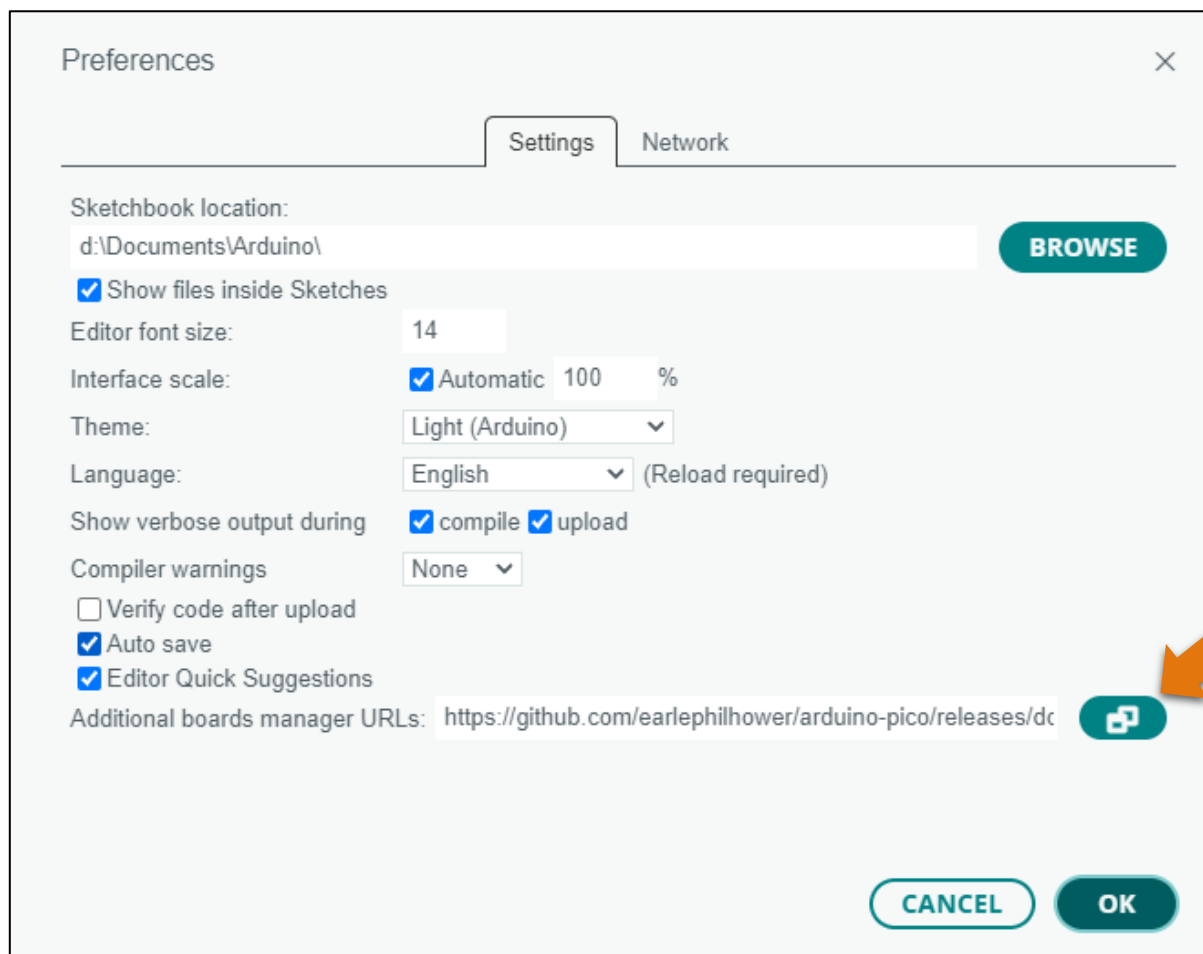 Preferences
Settings Network
Sketchbook location:
d:\Documents\Arduino\ BROWSE
Show files inside Sketches
Editor font size: 14
Interface scale: Automatic 100 %
Theme: Light (Arduino)
Language: English (Reload required)
Show verbose output during compile upload
Compiler warnings None
Verify code after upload
Auto save
Editor Quick Suggestions
Additional boards manager URLs: https://github.com/earlephilhower/arduino-pico/releases/dc
CANCEL OK